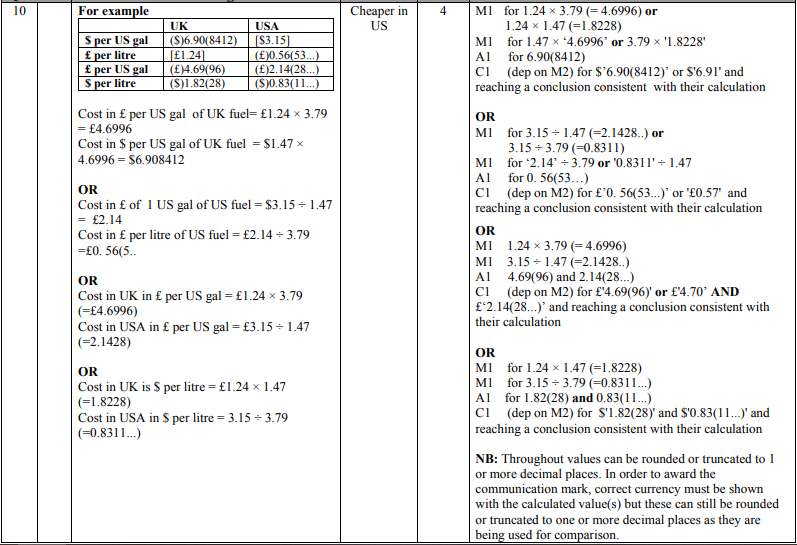 10
For example
UK USA
$ per US gal ($)6.90(8412) [$3.15]
£ per litre [£1.24] (£)0.56(53...)
£ per US gal (£)4.69(96) (£)2.14(28...)
$ per litre ($)1.82(28) ($)0.83(11...)
Cost in £ per US gal of UK fuel= £1.24 × 3.79
= £4.6996
Cost in $ per US gal of UK fuel = $1.47 ×
4.6996 = $6.908412
OR
Cost in £ of 1 US gal of US fuel = $3.15 ÷ 1.47
= £2.14
Cost in £ per litre of US fuel = £2.14 ÷ 3.79
=£0. 56(5..
OR
Cost in UK in £ per US gal = £1.24 × 3.79
(=£4.6996)
Cost in USA in £ per US gal = £3.15 ÷ 1.47
(=2.1428)
OR
Cost in UK is $ per litre = £1.24 × 1.47
(=1.8228)
Cost in USA in $ per litre = 3.15 ÷ 3.79
(=0.8311...)
Cheaper in
US
4
M1 for 1.24 × 3.79 (= 4.6996) or
1.24 × 1.47 (=1.8228)
M1 for 1.47 × ‘4.6996’ or 3.79 × '1.8228'
A1 for 6.90(8412)
C1 (dep on M2) for $’6.90(8412)’ or $'6.91' and
reaching a conclusion consistent with their calculation
OR
M1 for 3.15 ÷ 1.47 (=2.1428..) or
3.15 ÷ 3.79 (=0.8311)
M1 for ‘2.14’ ÷ 3.79 or '0.8311' ÷ 1.47
A1 for 0. 56(53…)
C1 (dep on M2) for £’0. 56(53...)’ or '£0.57' and
reaching a conclusion consistent with their calculation
OR
M1 1.24 × 3.79 (= 4.6996)
M1 3.15 ÷ 1.47 (=2.1428..)
A1 4.69(96) and 2.14(28...)
C1 (dep on M2) for £'4.69(96)' or £'4.70’ AND
£‘2.14(28...)’ and reaching a conclusion consistent with
their calculation
OR
M1 for 1.24 × 1.47 (=1.8228)
M1 for 3.15 ÷ 3.79 (=0.8311...)
A1 for 1.82(28) and 0.83(11...)
C1 (dep on M2) for $'1.82(28)' and $'0.83(11...)' and
reaching a conclusion consistent with their calculation
NB: Throughout values can be rounded or truncated to 1
or more decimal places. In order to award the
communication mark, correct currency must be shown
with the calculated value(s) but these can still be rounded
or truncated to one or more decimal places as they are
being used for comparison.